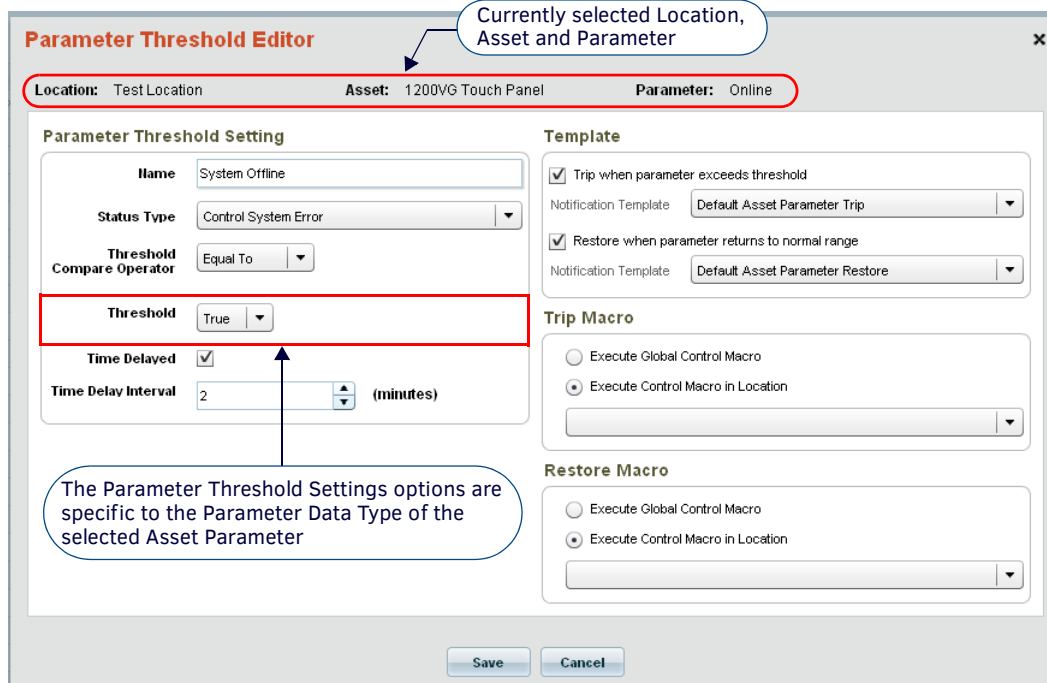 Currently selected Location,
Asset and Parameter
Parameter Threshold Editor
×
Location: Test Location Asset: 1200VG Touch Panel Parameter: Online
Parameter Threshold Setting
Name System Offline
Status Type Control System Error
Threshold
Compare Operator Equal To
Threshold True
Time Delayed
Time Delay Interval 2 (minutes)
The Parameter Threshold Settings options are
specific to the Parameter Data Type of the
selected Asset Parameter
Template
Trip when parameter exceeds threshold
Notification Template Default Asset Parameter Trip
Restore when parameter returns to normal range
Notification Template Default Asset Parameter Restore
Trip Macro
Execute Global Control Macro
Execute Control Macro in Location
Restore Macro
Execute Global Control Macro
Execute Control Macro in Location
Save Cancel